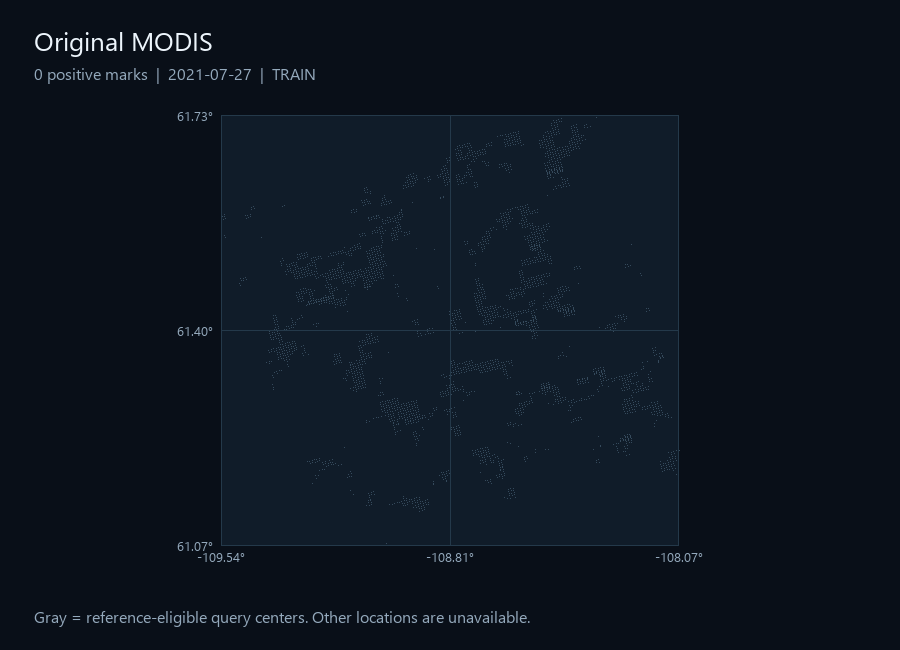 Original MODIS
0 positive marks | 2021-07-27 | TRAIN
61.73°
61.40°
61.07°
-109.54°
-108.81°
-108.07°
Gray = reference-eligible query centers. Other locations are unavailable.